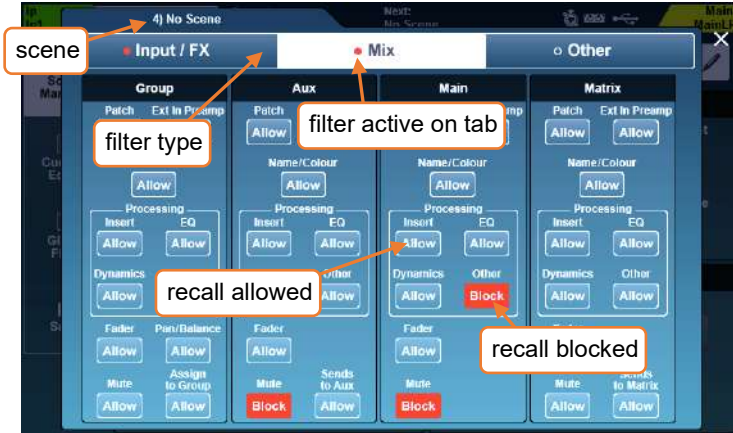 Ip
In1
4) No Scene
Next:
No Scene
Main
MainLR
scene
Input / FX
Mix
Other
Group
Aux
Main
Matrix
Patch Ext In Preamp
Patch
Patch Ext In Preamp
filter type
Allow
filter active on tab
Allow Allow
Name/Colour
Name/Colour
Name/Colour
Allow
Allow
Allow
Allow
Processing
Processing
Processing
Processing
Insert EQ
Insert EQ
Insert EQ
Insert EQ
Allow Allow
Allow Allow
Allow Allow
Allow Allow
Dynamics
Other
Dynamics Other
Dynamics Other
Allow
recall allowed
Allow
Allow Block
Allow Allow
Fader Pan/Balance
Fader
Fader
recall blocked
Allow Allow
Allow
Allow
Allow
Mute Assign to Group
Mute Sends to Aux
Mute
Mute Sends to Matrix
Allow Allow
Block Allow
Block
Allow Allow